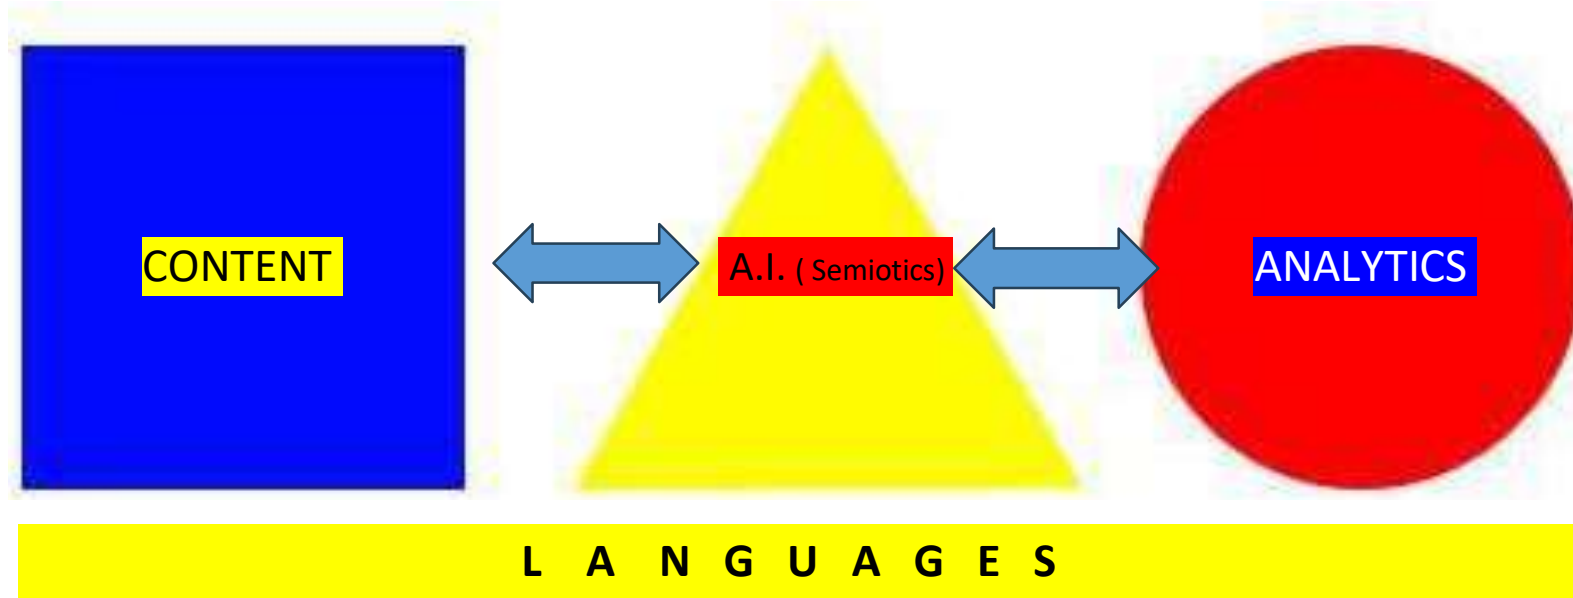 CONTENT
A.I. ( Semiotics)
ANALYTICS
L A N G U A G E S